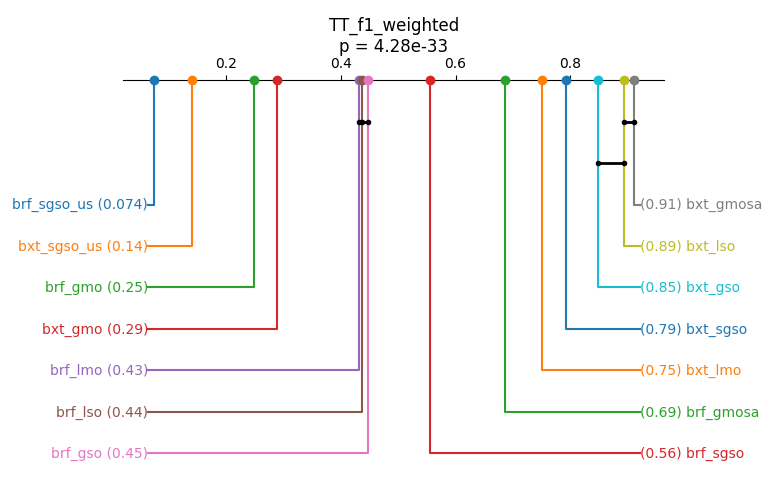 TT_f1_weighted
p = 4.28e-33
0.2 0.4 0.6 0.8
brf_sgso_us (0.074)
bxt_sgso_us (0.14)
brf_gmo (0.25)
bxt_gmo (0.29)
brf_lmo (0.43)
brf_lso (0.44)
brf_gso (0.45)
(0.91) bxt_gmosa
(0.89) bxt_lso
(0.85) bxt_gso
(0.79) bxt_sgso
(0.75) bxt_lmo
(0.69) brf_gmosa
(0.56) brf_sgso